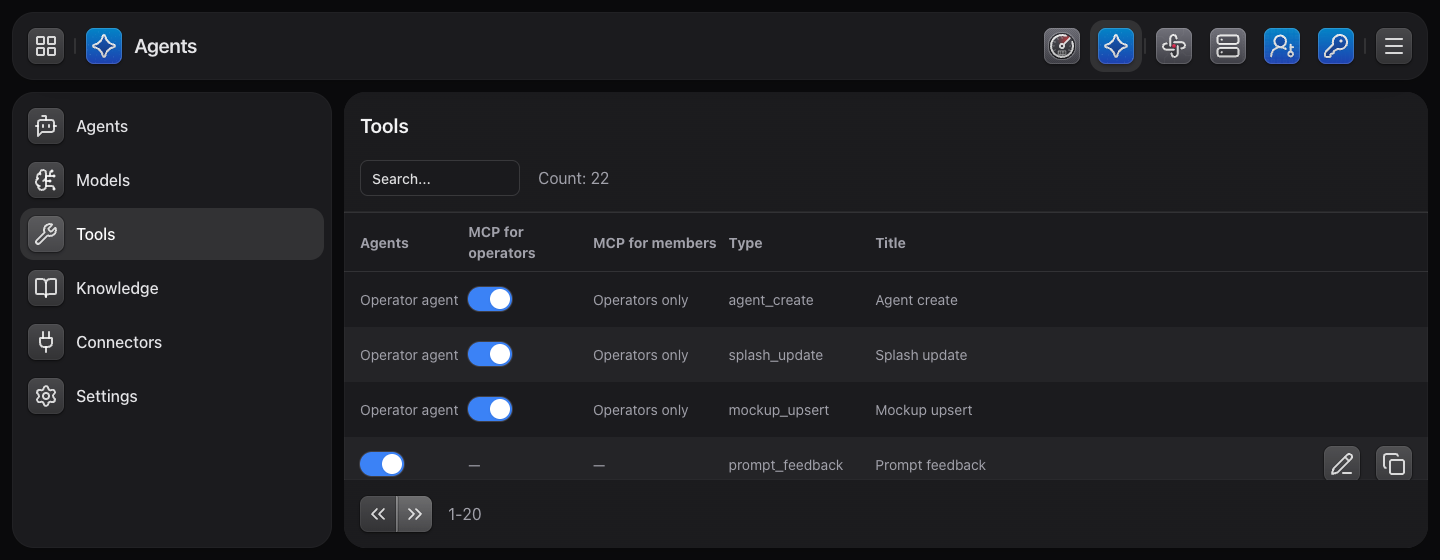 Agents
Agents
Models
Tools
Knowledge
Connectors
Settings
Tools
Search...
Count: 22
Agents
MCP for
operators
MCP for members
Type
Title
Operator agent
Operators only
agent_create
Agent create
Operator agent
Operators only
splash_update
Splash update
Operator agent
Operators only
mockup_upsert
Mockup upsert
—
—
prompt_feedback
Prompt feedback
1-20